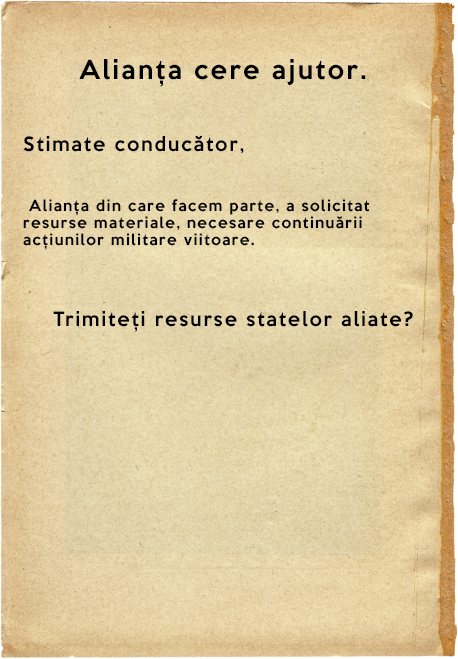 Alianța cere ajutor.
Stimate conducător,
Alianța din care facem parte, a solicitat
resurse materiale, necesare continuării
acțiunilor militare viitoare.
Trimiteți resurse statelor aliate?